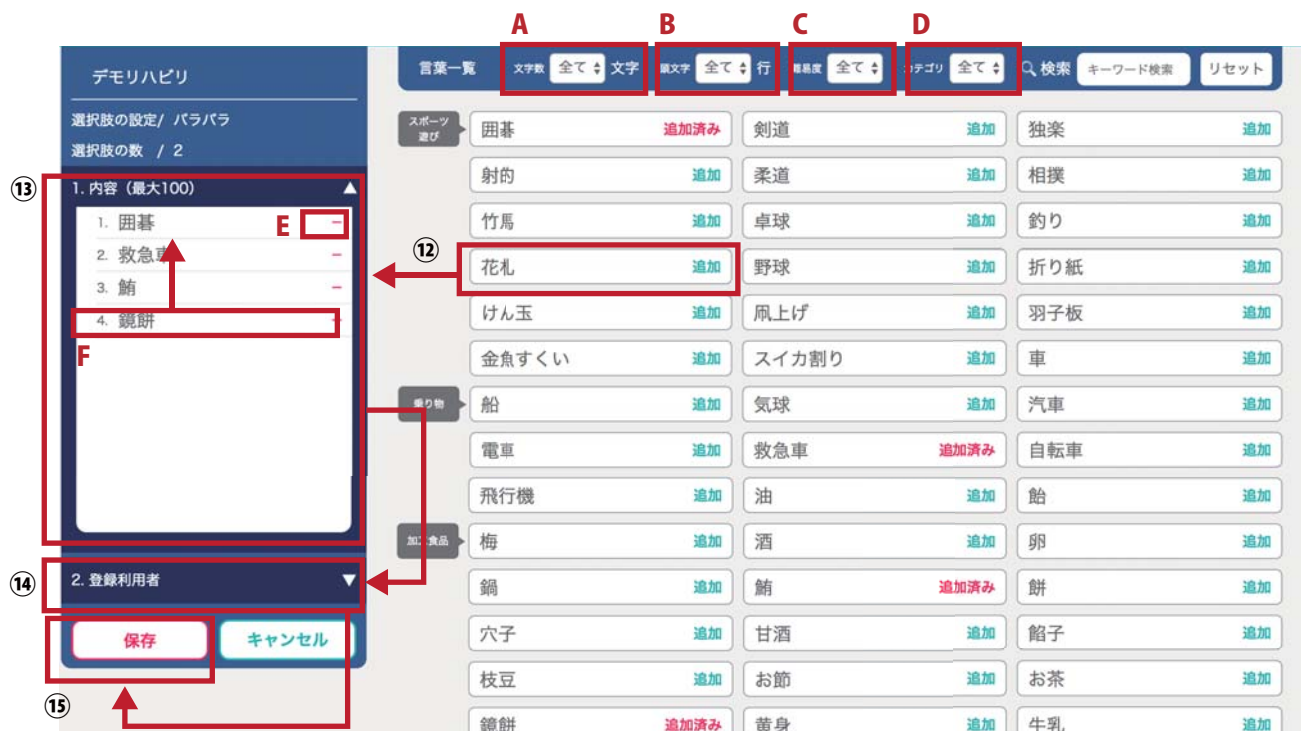 A B C D
デモリハビリ
言葉一覧 文字数 全て 文字 頭文字 全て 行 難易度 全て カテゴリ 全て 検索 キーワード検索 リセット
選択肢の設定/ バラバラ
選択肢の数 / 2
スポーツ
遊び
囲碁 追加済み 剣道 追加 独楽 追加
⑬
1. 内容（最大100） ▲
射的 追加 柔道 追加 相撲 追加
1. 囲碁 E −
竹馬 追加 卓球 追加 釣り 追加
2. 救急車 −
⑫
花札 追加 野球 追加 折り紙 追加
3. 鮪 −
4. 鏡餅 −
F
けん玉 追加 凧上げ 追加 羽子板 追加
金魚すくい 追加 スイカ割り 追加 車 追加
乗り物
船 追加 気球 追加 汽車 追加
電車 追加 救急車 追加済み 自転車 追加
飛行機 追加 油 追加 飴 追加
加工食品
梅 追加 酒 追加 卵 追加
⑭
2. 登録利用者 ▼
鍋 追加 鮪 追加済み 餅 追加
保存 キャンセル
穴子 追加 甘酒 追加 餡子 追加
⑮
枝豆 追加 お節 追加 お茶 追加
鏡餅 追加済み 黄身 追加 牛乳 追加